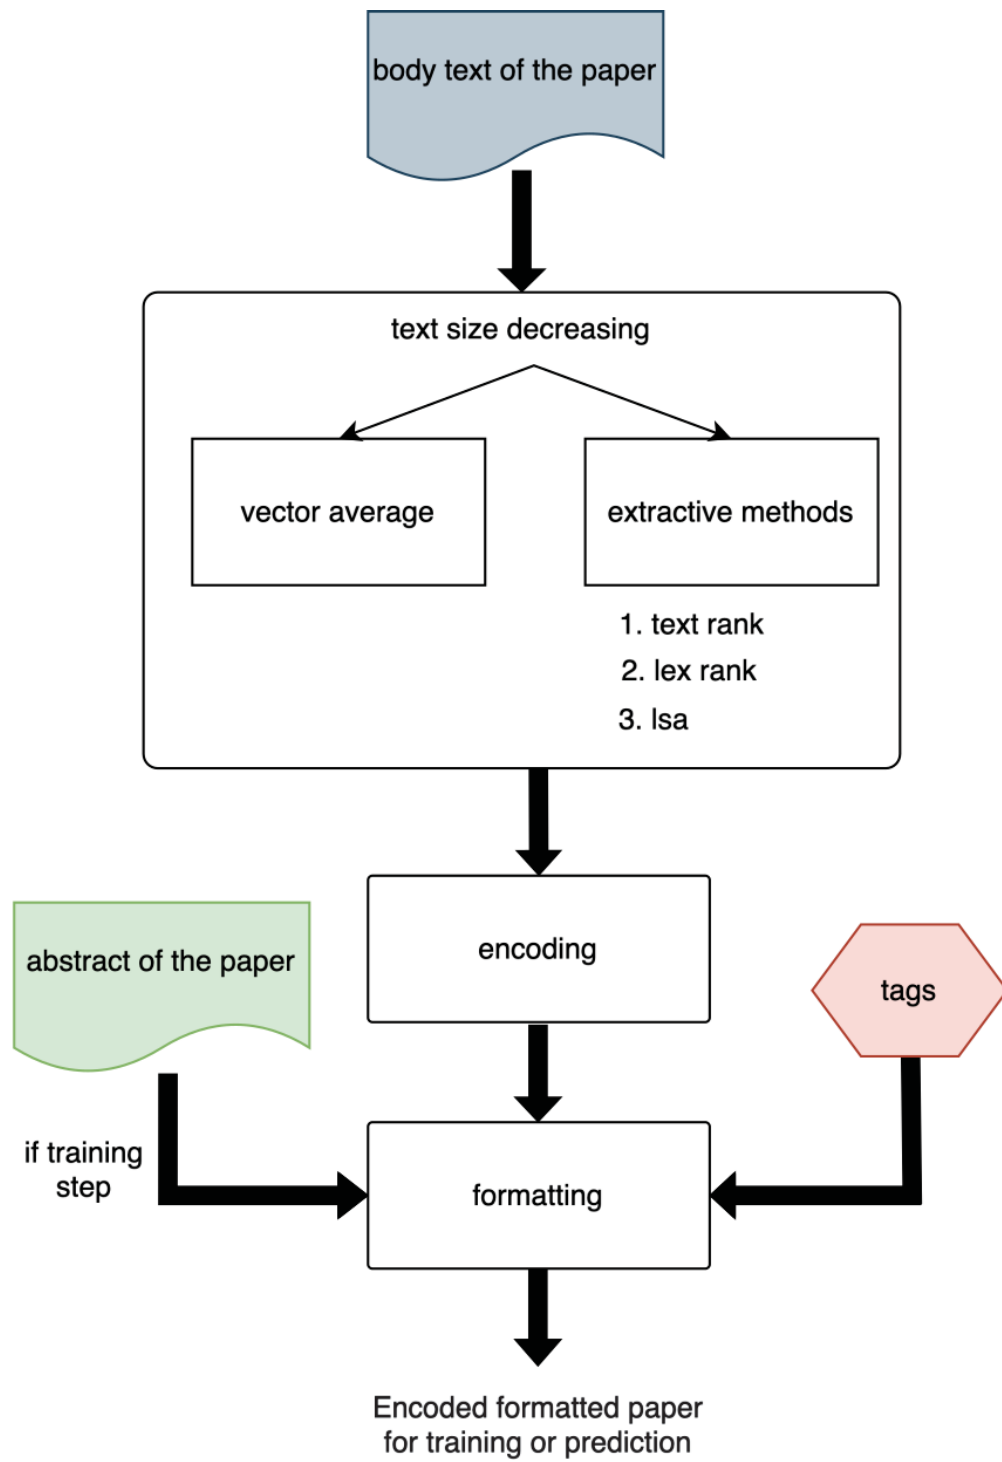 body text of the paper
text size decreasing
vector average
extractive methods
1. text rank
2. lex rank
3. lsa
encoding
abstract of the paper
tags
if training
step
formatting
Encoded formatted paper
for training or prediction